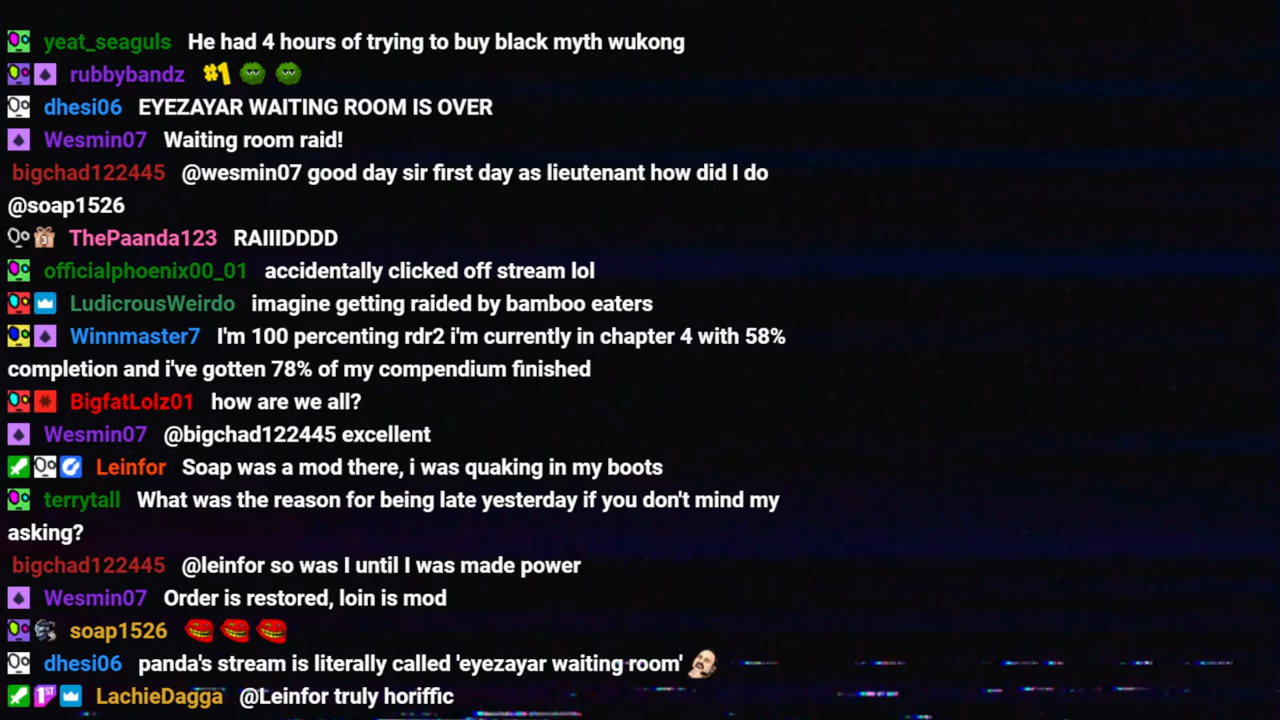 yeat_seaguls He had 4 hours of trying to buy black myth wukong
rubbybandz #1
dhesi06 EYEZAYAR WAITING ROOM IS OVER
Wesmin07 Waiting room raid!
bigchad122445 @wesmin07 good day sir first day as lieutenant how did I do
@soap1526
3 ThePaanda123 RAIIIDDDD
officialphoenix00_01 accidentally clicked off stream lol
LudicrousWeirdo imagine getting raided by bamboo eaters
Winnmaster7 I'm 100 percenting rdr2 i'm currently in chapter 4 with 58%
completion and i've gotten 78% of my compendium finished
BigfatLolz01 how are we all?
Wesmin07 @bigchad122445 excellent
Leinfor Soap was a mod there, i was quaking in my boots
terrytall What was the reason for being late yesterday if you don't mind my
asking?
bigchad122445 @leinfor so was I until I was made power
Wesmin07 Order is restored, loin is mod
soap1526
dhesi06 panda's stream is literally called 'eyezayar waiting room'
1ST LachieDagga @Leinfor truly horiffic